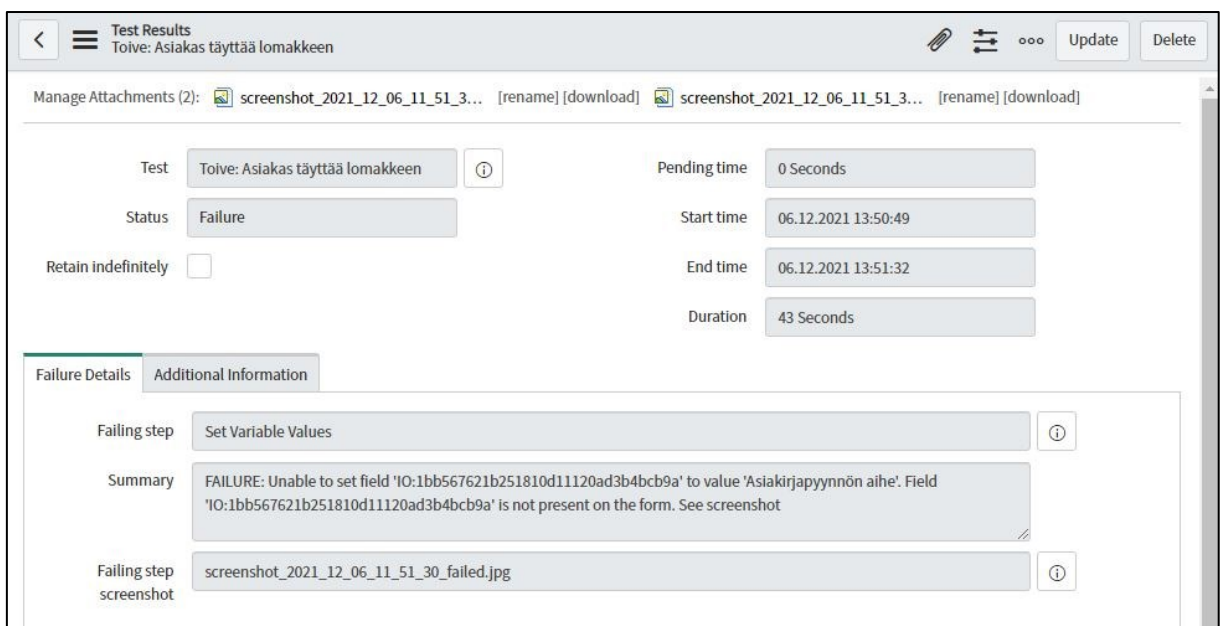 Test Results
Toive: Asiakas täyttää lomakkeen
Update
Delete
Manage Attachments (2): screenshot_2021_12_06_11_51_3... [rename] [download] screenshot_2021_12_06_11_51_3... [rename] [download]
Test Toive: Asiakas täyttää lomakkeen
Pending time 0 Seconds
Status Failure
Start time 06.12.2021 13:50:49
Retain indefinitely
End time 06.12.2021 13:51:32
Duration 43 Seconds
Failure Details Additional Information
Failing step Set Variable Values
Summary FAILURE: Unable to set field 'IO:1bb567621b251810d11120ad3b4bcb9a' to value 'Asiakirjapyynnön aihe'. Field
'IO:1bb567621b251810d11120ad3b4bcb9a' is not present on the form. See screenshot
Failing step screenshot_2021_12_06_11_51_30_failed.jpg
screenshot